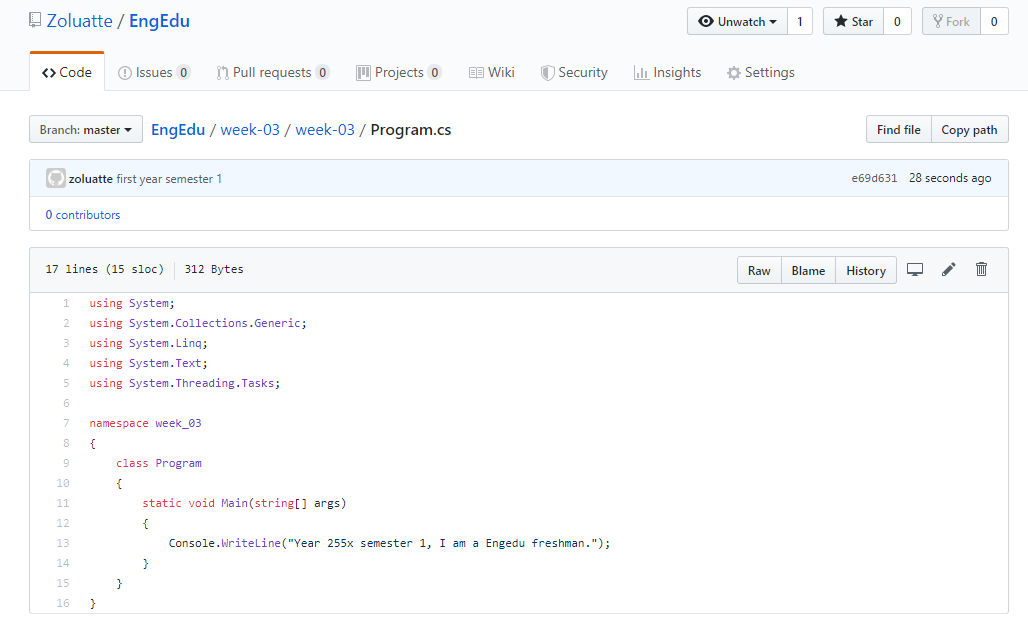 Zoluatte / EngEdu
Unwatch 1 Star 0 Fork 0
Code Issues 0 Pull requests 0 Projects 0 Wiki Security Insights Settings
Branch: master EngEdu / week-03 / week-03 / Program.cs Find file Copy path
zoluatte first year semester 1 e69d631 28 seconds ago
0 contributors
17 lines (15 sloc) 312 Bytes Raw Blame History
1 using System;
2 using System.Collections.Generic;
3 using System.Linq;
4 using System.Text;
5 using System.Threading.Tasks;
6
7 namespace week_03
8 {
9 class Program
10 {
11 static void Main(string[] args)
12 {
13 Console.WriteLine("Year 255x semester 1, I am a Engedu freshman.");
14 }
15 }
16 }